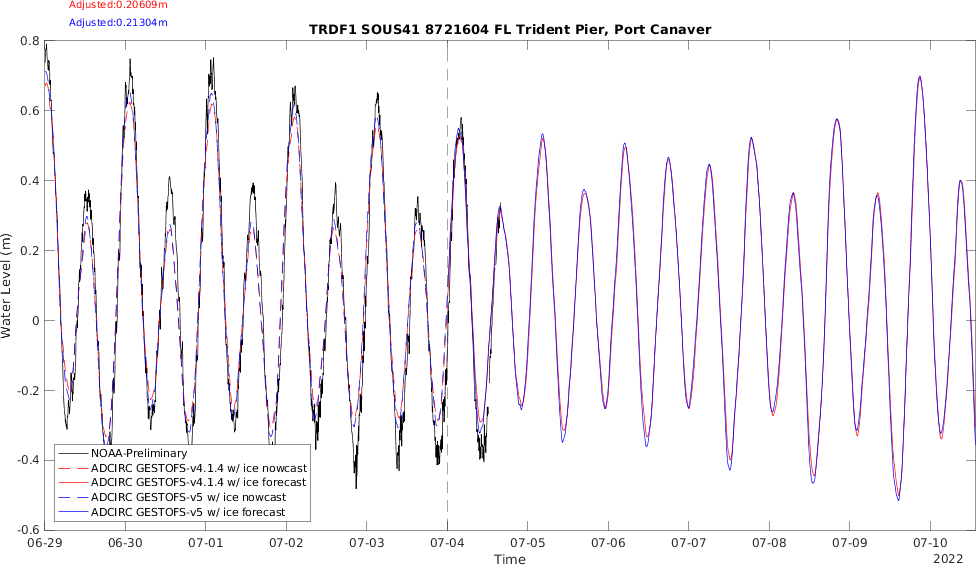 Adjusted:0.20609m
Adjusted:0.21304m
TRDF1 SOUS41 8721604 FL Trident Pier, Port Canaver
0.8
0.6
0.4
0.2
0
-0.2
-0.4
-0.6
Water Level (m)
NOAA-Preliminary
ADCIRC GESTOFS-v4.1.4 w/ ice nowcast
ADCIRC GESTOFS-v4.1.4 w/ ice forecast
ADCIRC GESTOFS-v5 w/ ice nowcast
ADCIRC GESTOFS-v5 w/ ice forecast
06-29 06-30 07-01 07-02 07-03 07-04 07-05 07-06 07-07 07-08 07-09 07-10
Time
2022